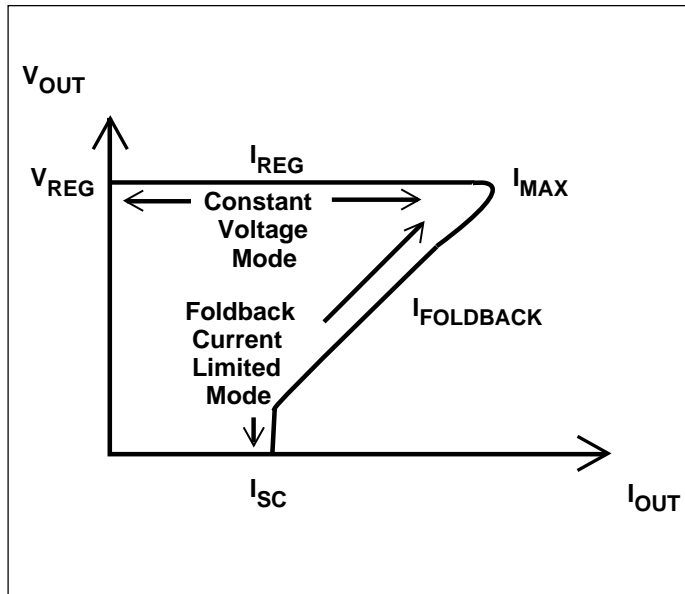 VOUT
IREG
VREG
IMAX
Constant
Voltage
Mode
Foldback
Current
Limited
Mode
IFOLDBACK
ISC
IOUT